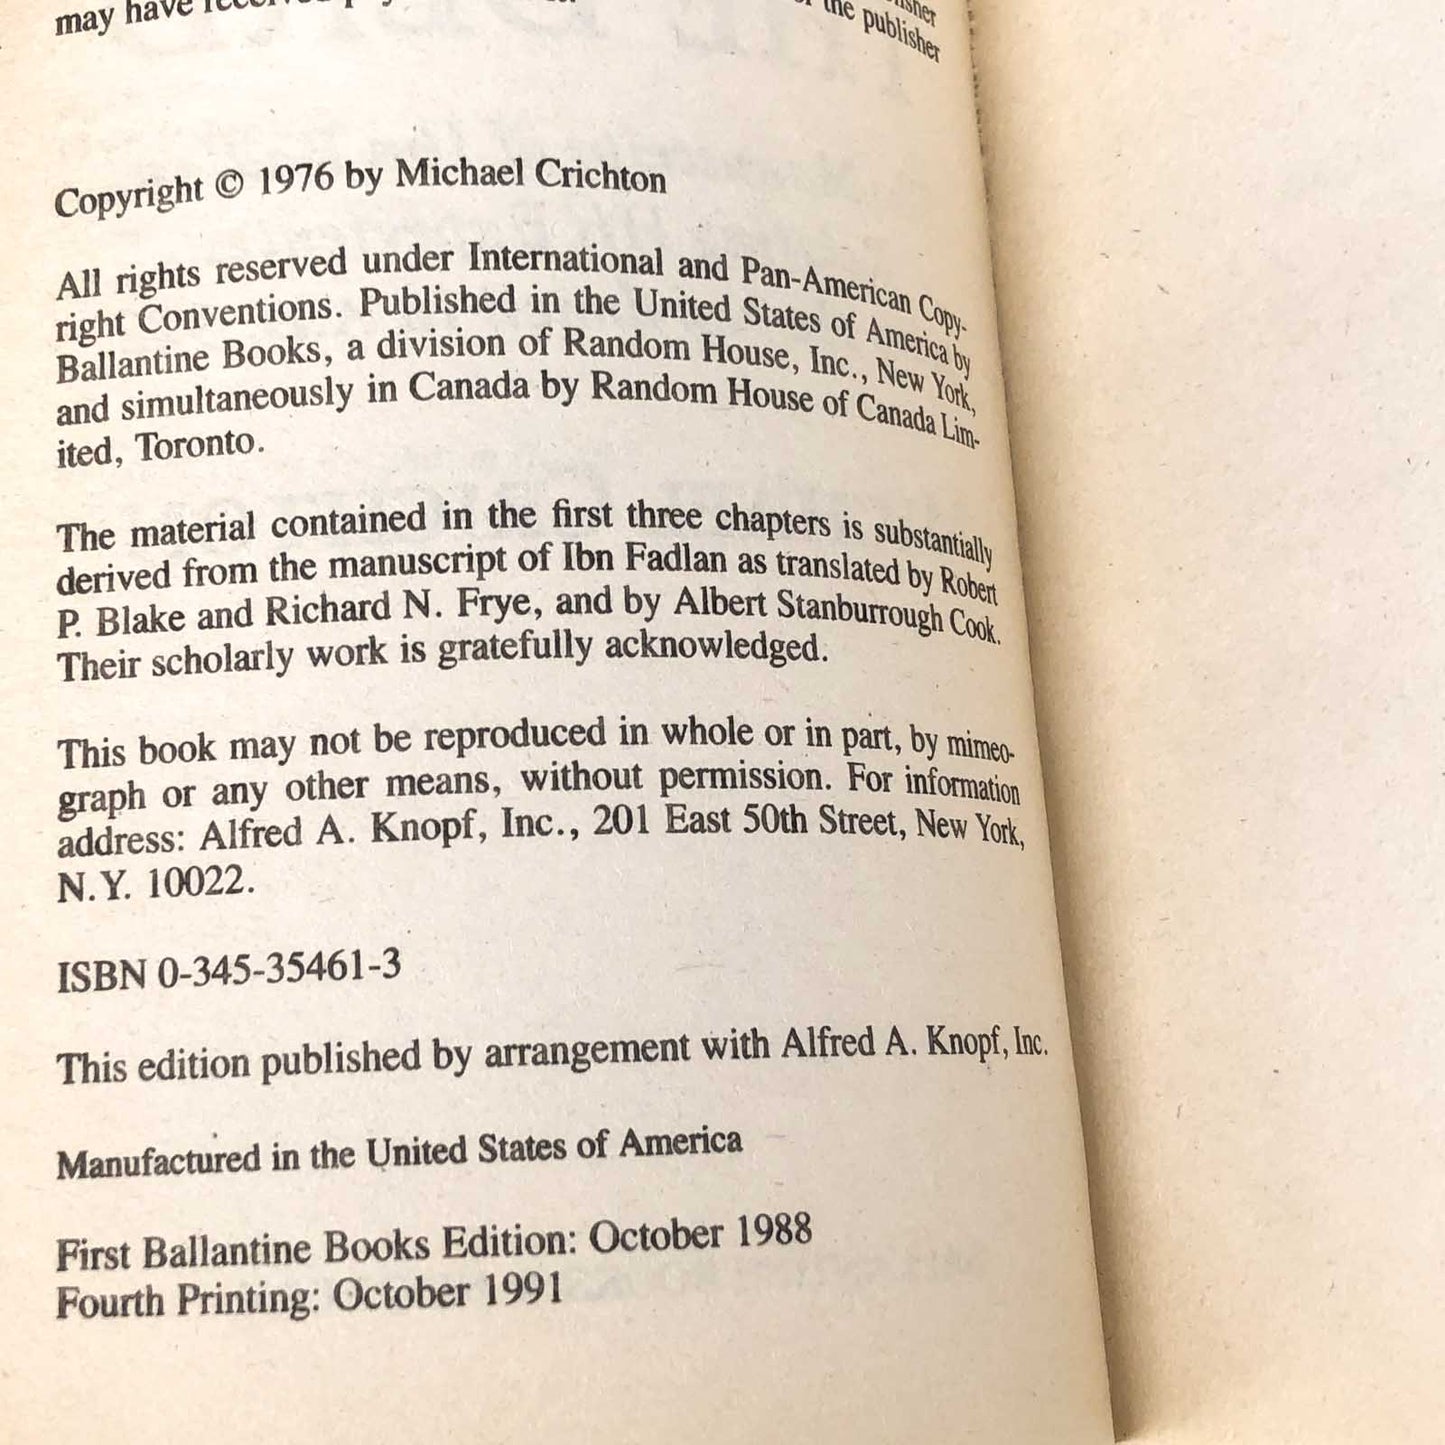 may have received
the publisher
Copyright © 1976 by Michael Crichton
All rights reserved under International and Pan-American Copy-
right Conventions. Published in the United States of America by
Ballantine Books, a division of Random House, Inc., New York,
and simultaneously in Canada by Random House of Canada Lim-
ited, Toronto.
The material contained in the first three chapters is substantially
derived from the manuscript of Ibn Fadlan as translated by Robert
P. Blake and Richard N. Frye, and by Albert Stanburrough Cook.
Their scholarly work is gratefully acknowledged.
This book may not be reproduced in whole or in part, by mimeo-
graph or any other means, without permission. For information
address: Alfred A. Knopf, Inc., 201 East 50th Street, New York,
N.Y. 10022.
ISBN 0-345-35461-3
This edition published by arrangement with Alfred A. Knopf, Inc.
Manufactured in the United States of America
First Ballantine Books Edition: October 1988
Fourth Printing: October 1991